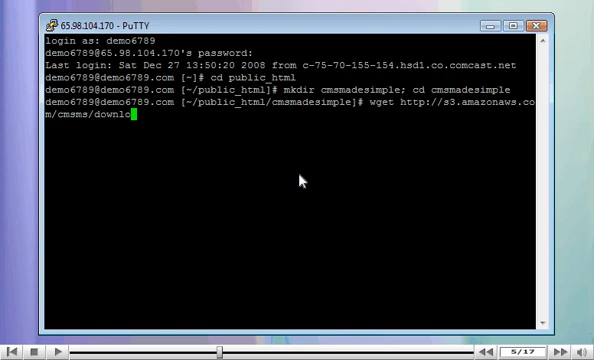 65.98.104.170 - PuTTY
login as: demo6789
demo6789@65.98.104.170's password:
Last login: Sat Dec 27 13:50:20 2008 from c-75-70-155-154.hsd1.co.comcast.net
demo6789@demo6789.com [~]# cd public_html
demo6789@demo6789.com [~/public_html]# mkdir cmsmadesimple; cd cmsmadesimple
demo6789@demo6789.com [~/public_html/cmsmadesimple]# wget http://s3.amazonaws.co
m/cmsms/downlo
5/17